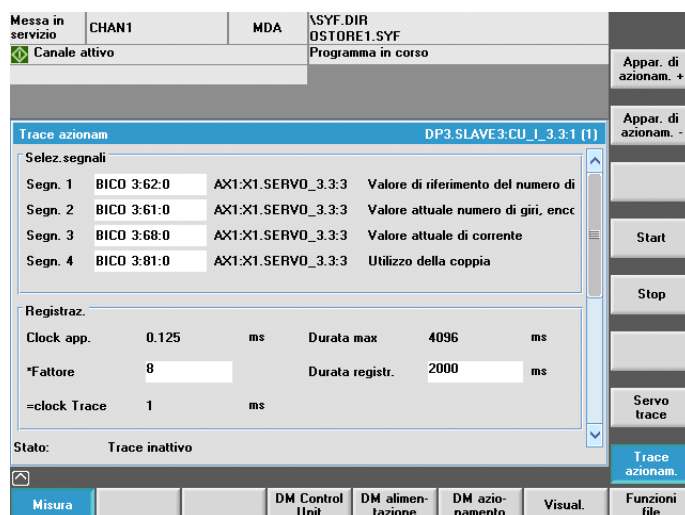 Messa in servizio CHAN1 MDA \SYF.DIR
OSTORE1.SYF
Canale attivo Programma in corso
Appar. di azionam. +
Appar. di azionam. -
Trace azionam DP3.SLAVE3:CU_I_3.3:1 (1)
Selez.segnali
Segn. 1 BICO 3:62:0 AX1:X1.SERVO_3.3:3 Valore di riferimento del numero di
Segn. 2 BICO 3:61:0 AX1:X1.SERVO_3.3:3 Valore attuale numero di giri, enco
Segn. 3 BICO 3:68:0 AX1:X1.SERVO_3.3:3 Valore attuale di corrente
Segn. 4 BICO 3:81:0 AX1:X1.SERVO_3.3:3 Utilizzo della coppia
Start
Stop
Registraz.
Clock app. 0.125 ms Durata max 4096 ms
*Fattore 8 Durata registr. 2000 ms
=clock Trace 1 ms
Servo trace
Stato: Trace inattivo
Trace azionam.
Misura DM Control Unit DM alimen-tazione DM azio-namento Visual. Funzioni file